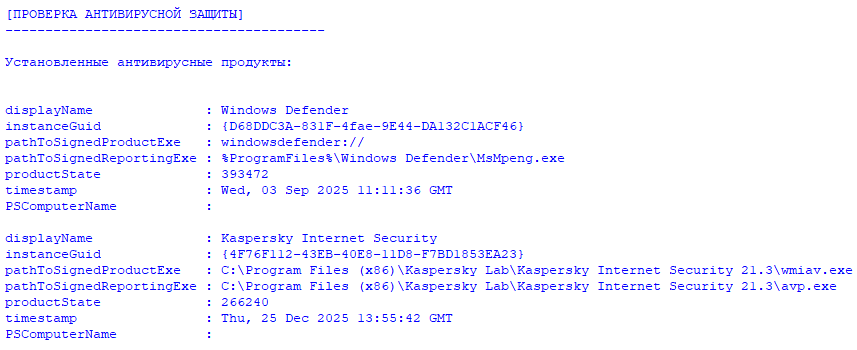 [ПРОВЕРКА АНТИВИРУСНОЙ ЗАЩИТЫ]
----------------------------------------
Установленные антивирусные продукты:
displayName              : Windows Defender
instanceGuid             : {D68DDC3A-831F-4fae-9E44-DA132C1ACF46}
pathToSignedProductExe   : windowsdefender://
pathToSignedReportingExe : %ProgramFiles%\Windows Defender\MsMpeng.exe
productState             : 393472
timestamp                : Wed, 03 Sep 2025 11:11:36 GMT
PSComputerName           :
displayName              : Kaspersky Internet Security
instanceGuid             : {4F76F112-43EB-40E8-11D8-F7BD1853EA23}
pathToSignedProductExe   : C:\Program Files (x86)\Kaspersky Lab\Kaspersky Internet Security 21.3\wmiav.exe
pathToSignedReportingExe : C:\Program Files (x86)\Kaspersky Lab\Kaspersky Internet Security 21.3\avp.exe
productState             : 266240
timestamp                : Thu, 25 Dec 2025 13:55:42 GMT
PSComputerName           :